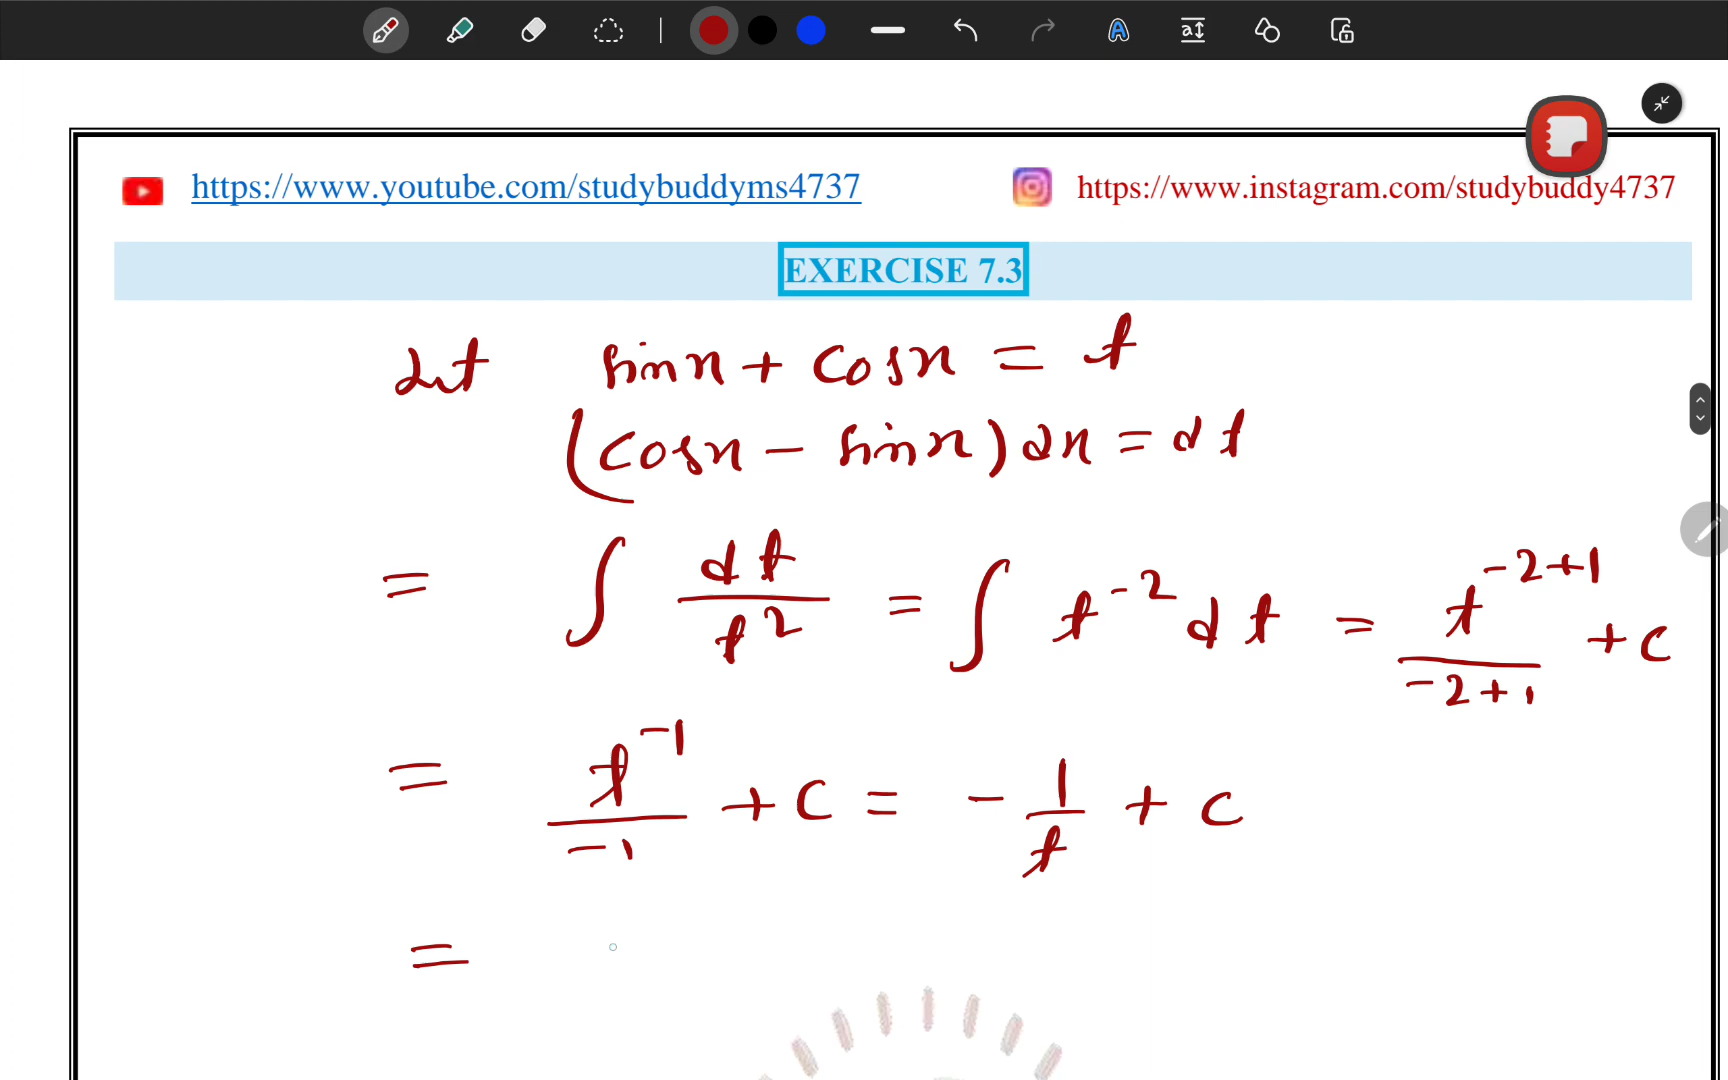 https://www.youtube.com/studybuddyms4737 https://www.instagram.com/studybuddy4737
EXERCISE 7.3
Let sinx + cosx = t
(cosx - sinx) dx = dt
= ∫ dt/t² = ∫ t⁻² dt = t⁻²⁺¹/-2+1 + c
= t⁻¹/-1 + c = - 1/t + c
=